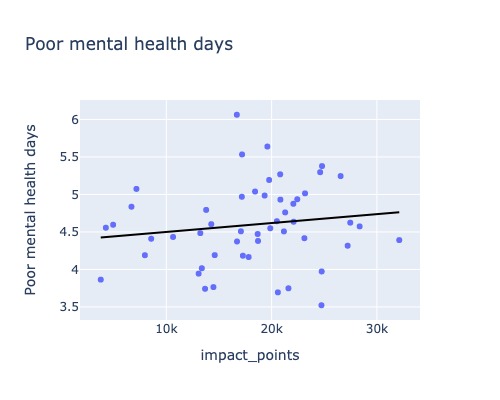 Poor mental health days
Poor mental health days
6
5.5
5
4.5
4
3.5
10k
20k
30k
impact_points